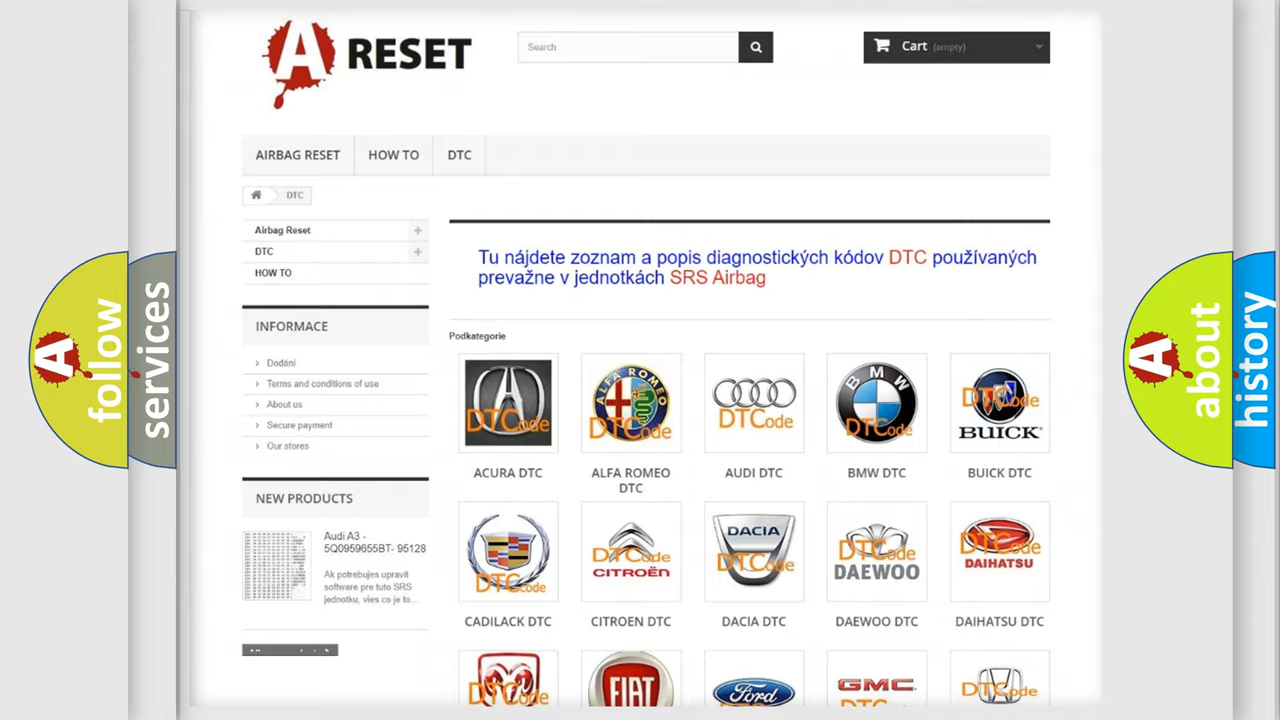 A RESET
Search
Cart (empty)
AIRBAG RESET
HOW TO
DTC
DTC
Airbag Reset
DTC
HOW TO
INFORMACE
Dodání
Terms and conditions of use
About us
Secure payment
Our stores
NEW PRODUCTS
Audi A3 -
5Q0959655BT- 95128
Ak potrebujes upravit
software pre tuto SRS
jednotku, vies co je to...
Tu nájdete zoznam a popis diagnostických kódov DTC používaných
prevažne v jednotkách SRS Airbag
Podkategorie
DTCode
ACURA DTC
ALFA ROMEO
DTCode
ALFA ROMEO
DTC
DTCode
AUDI DTC
BMW
DTCode
BMW DTC
DTCode
BUICK
BUICK DTC
DTCode
CADILACK DTC
DTCode
CITROËN
CITROEN DTC
DACIA
DTCode
DACIA DTC
DTCode
DAEWOO
DAEWOO DTC
DTCode
DAIHATSU
DAIHATSU DTC
DTCode
FIAT
Ford
GMC
DTCode
A follow
services
A about
history